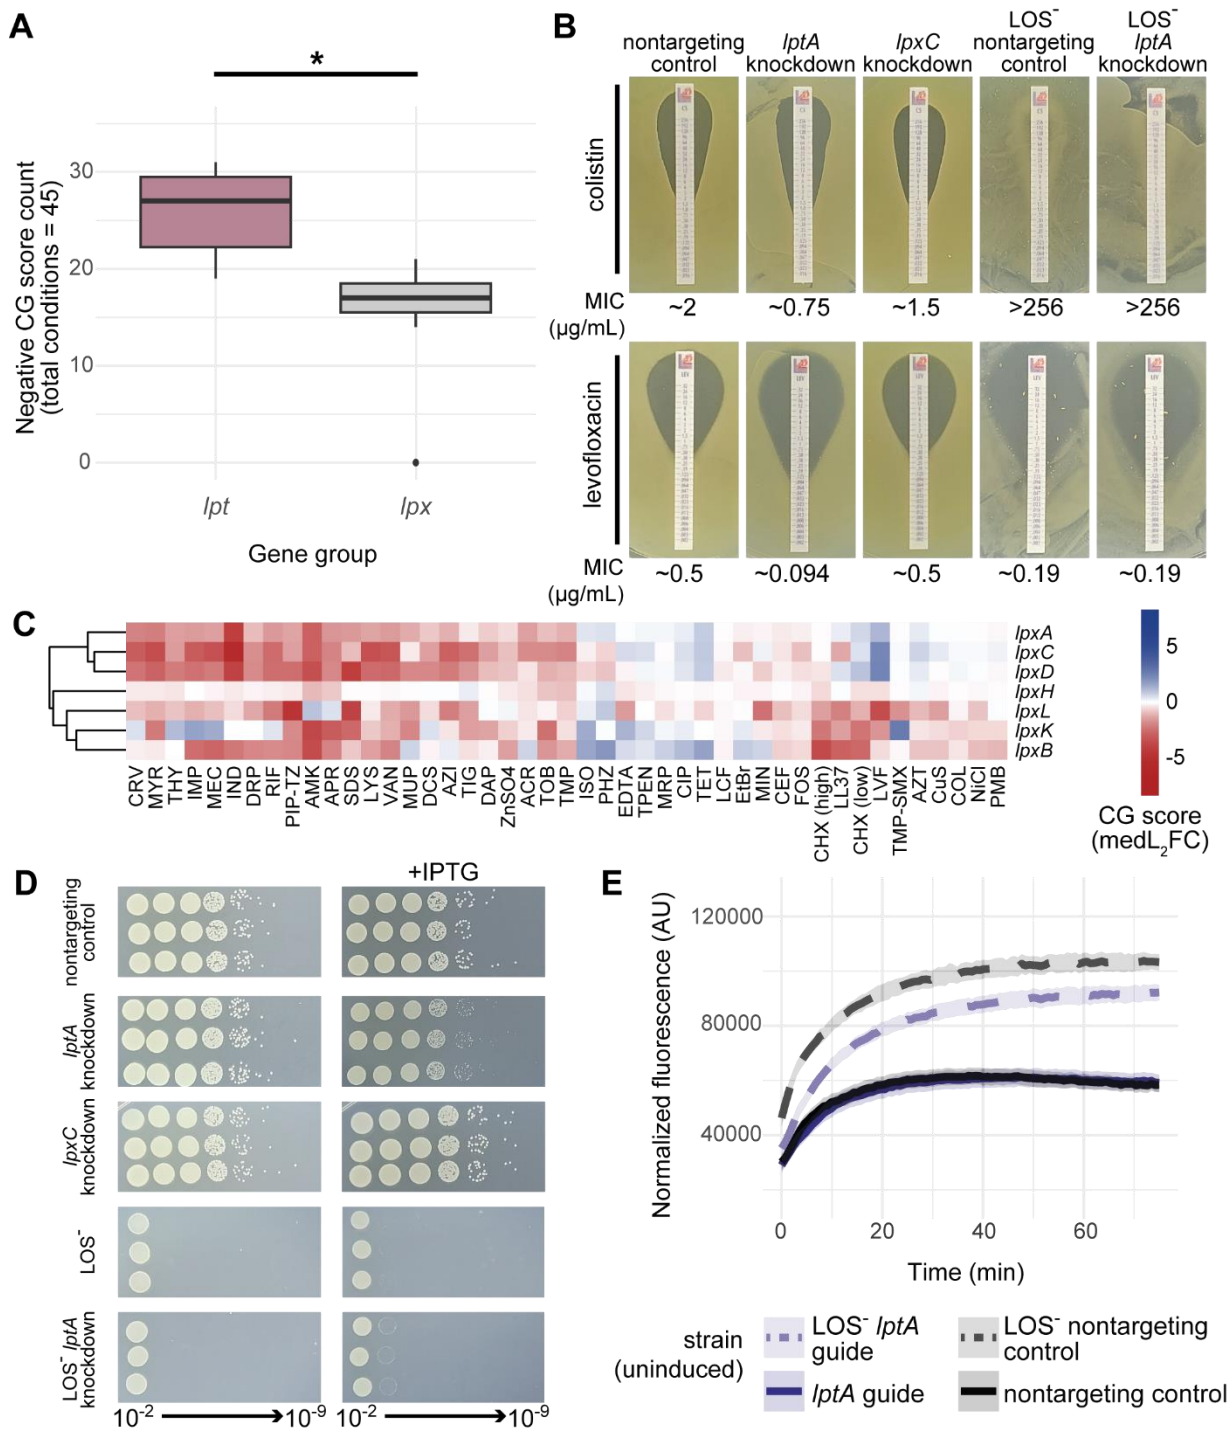 A
*
Negative CG score count
(total conditions = 45)
30
20
10
0
lpt
lpx
Gene group
B
nontargeting
control
lptA
knockdown
lpxC
knockdown
LOS⁻
nontargeting
control
LOS⁻
lptA
knockdown
colistin
MIC
(µg/mL)
~2
~0.75
~1.5
>256
>256
levofloxacin
MIC
(µg/mL)
~0.5
~0.094
~0.5
~0.19
~0.19
C
lpxA
lpxC
lpxD
lpxH
lpxL
lpxK
lpxB
CRV
MYR
THY
IMP
MEC
IND
DRP
RIF
PIP-TZ
AMK
APR
SDS
LYS
VAN
MUP
DCS
AZI
TIG
DAP
ZnSO4
ACR
TOB
TMP
ISO
PHZ
EDTA
TPEN
MRP
CIP
TET
LCF
EtBr
MIN
CEF
FOS
CHX (high)
LL37
CHX (low)
LVF
TMP-SMX
AZT
CuS
COL
NiCl
PMB
5
0
-5
CG score
(medL₂FC)
D
+IPTG
nontargeting
control
lptA
knockdown
lpxC
knockdown
LOS⁻
LOS⁻ lptA
knockdown
10⁻²
10⁻⁹
10⁻²
10⁻⁹
E
Normalized fluorescence (AU)
120000
80000
40000
0
20
40
60
Time (min)
strain
(uninduced)
LOS⁻ lptA
guide
LOS⁻ nontargeting
control
lptA guide
nontargeting control